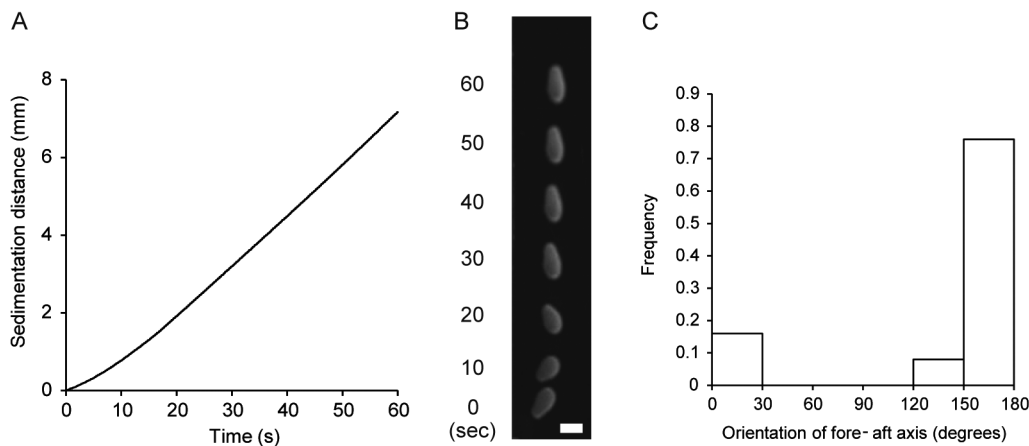 A
Sedimentation distance (mm)
8
6
4
2
0
0 10 20 30 40 50 60
Time (s)
B
60
50
40
30
20
10
0
(sec)
C
Frequency
0.9
0.8
0.7
0.6
0.5
0.4
0.3
0.2
0.1
0
0 30 60 90 120 150 180
Orientation of fore- aft axis (degrees)